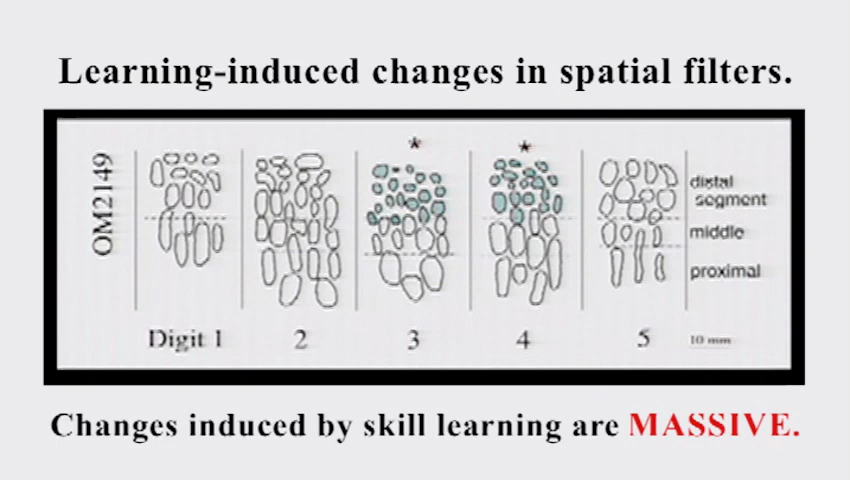 Learning-induced changes in spatial filters.
OM2149
*
*
distal
segment
middle
proximal
Digit 1
2
3
4
5
10 mm
Changes induced by skill learning are MASSIVE.